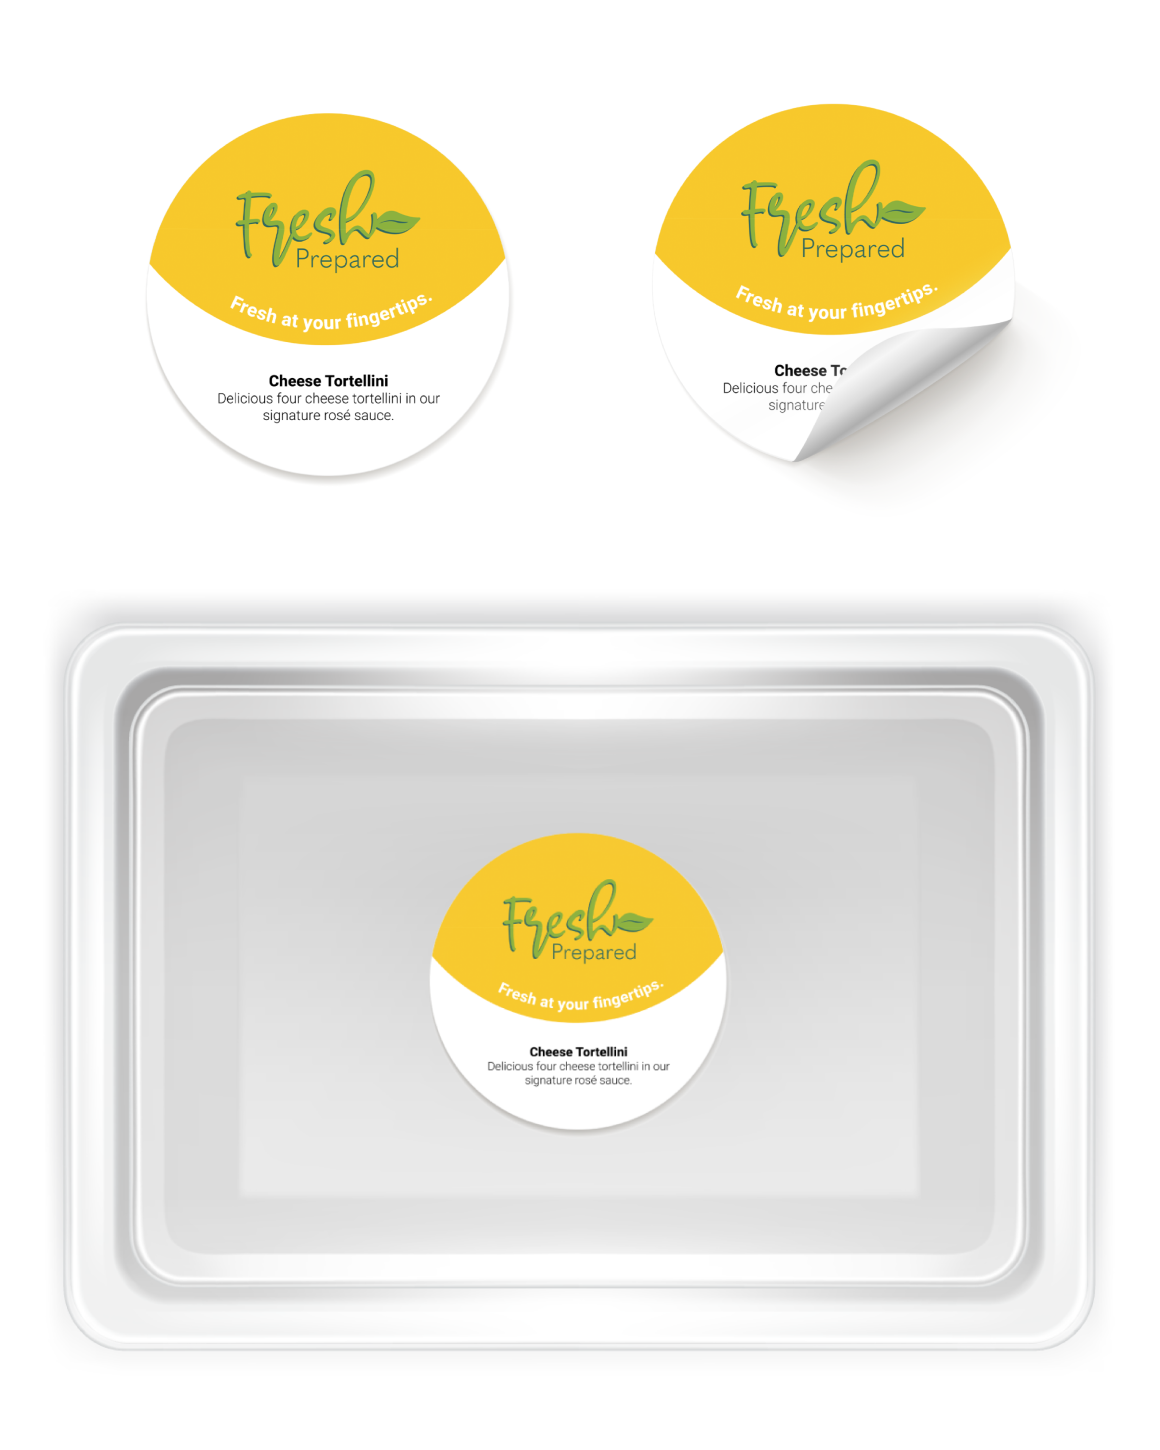 Fresh
Prepared
Fresh at your fingertips.
Cheese Tortellini
Delicious four cheese tortellini in our
signature rosé sauce.
Fresh
Prepared
Fresh at your fingertips.
Cheese To
Delicious four che
signature
Fresh
Prepared
Fresh at your fingertips.
Cheese Tortellini
Delicious four cheese tortellini in our
signature rosé sauce.